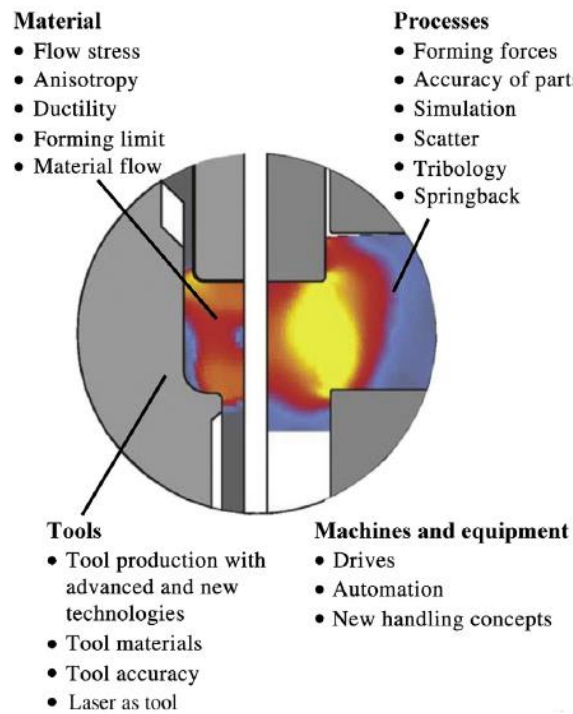 Material
• Flow stress
• Anisotropy
• Ductility
• Forming limit
• Material flow
Processes
• Forming forces
• Accuracy of parts
• Simulation
• Scatter
• Tribology
• Springback
Tools
• Tool production with
advanced and new
technologies
• Tool materials
• Tool accuracy
• Laser as tool
Machines and equipment
• Drives
• Automation
• New handling concepts